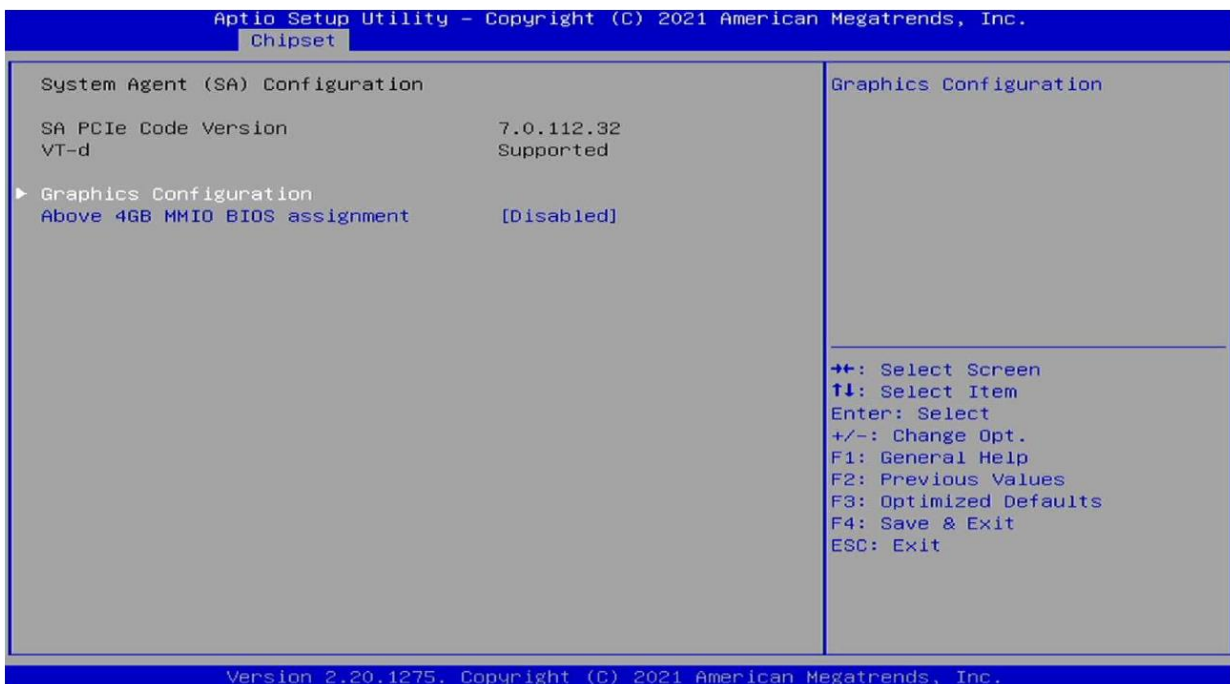 Aptio Setup Utility – Copyright (C) 2021 American Megatrends, Inc.
Chipset
System Agent (SA) Configuration
SA PCIe Code Version 7.0.112.32
VT-d Supported
► Graphics Configuration
Above 4GB MMIO BIOS assignment [Disabled]
Graphics Configuration
→←: Select Screen
↑↓: Select Item
Enter: Select
+/-: Change Opt.
F1: General Help
F2: Previous Values
F3: Optimized Defaults
F4: Save & Exit
ESC: Exit
Version 2.20.1275. Copyright (C) 2021 American Megatrends, Inc.